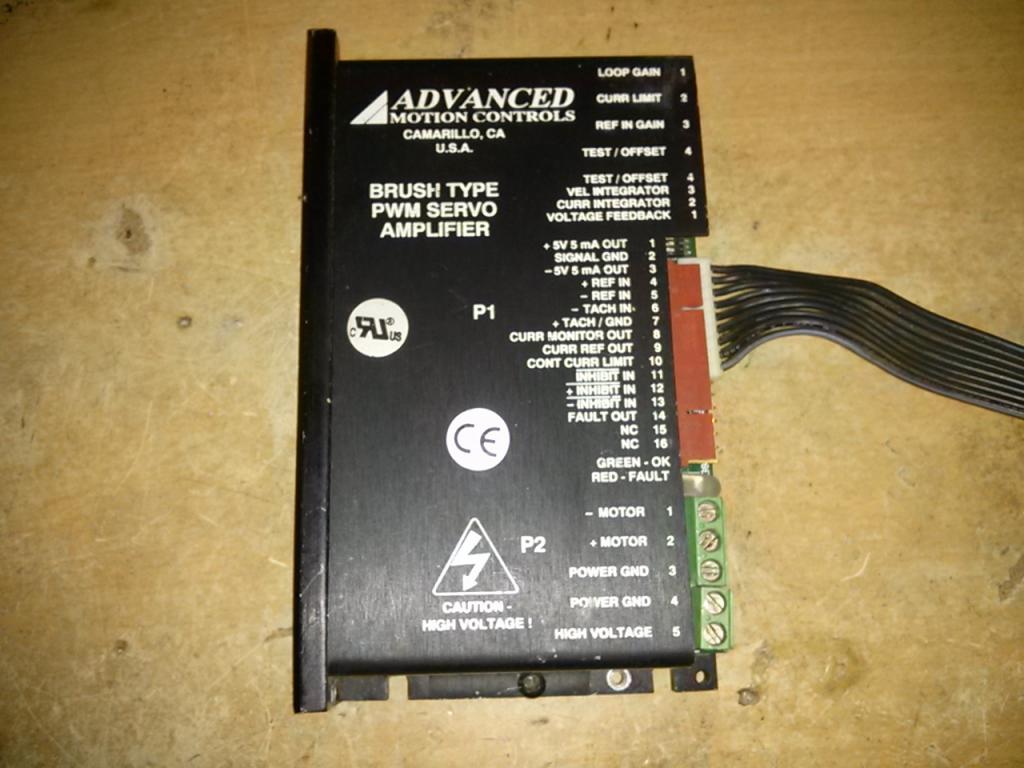 ADVANCED
MOTION CONTROLS
CAMARILLO, CA
U.S.A.
BRUSH TYPE
PWM SERVO
AMPLIFIER
LOOP GAIN 1
CURR LIMIT 2
REF IN GAIN 3
TEST / OFFSET 4
TEST / OFFSET 4
VEL INTEGRATOR 3
CURR INTEGRATOR 2
VOLTAGE FEEDBACK 1
P1
+ 5V 5 mA OUT 1
SIGNAL GND 2
- 5V 5 mA OUT 3
+ REF IN 4
- REF IN 5
- TACH IN 6
+ TACH / GND 7
CURR MONITOR OUT 8
CURR REF OUT 9
CONT CURR LIMIT 10
INHIBIT IN 11
+ INHIBIT IN 12
- INHIBIT IN 13
FAULT OUT 14
NC 15
NC 16
GREEN - OK
RED - FAULT
c RU ® US
CE
P2
- MOTOR 1
+ MOTOR 2
POWER GND 3
POWER GND 4
HIGH VOLTAGE 5
CAUTION -
HIGH VOLTAGE !